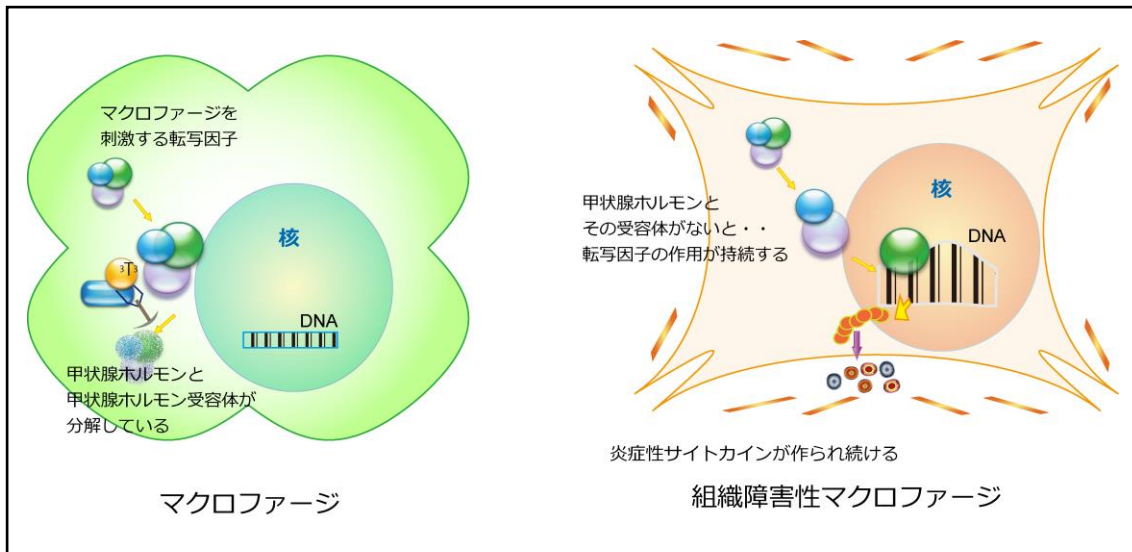 マクロファージを
刺激する転写因子
核
3T3
DNA
甲状腺ホルモンと
甲状腺ホルモン受容体が
分解している
マクロファージ
甲状腺ホルモンと
その受容体がないと・・
転写因子の作用が持続する
核
DNA
炎症性サイトカインが作られ続ける
組織障害性マクロファージ